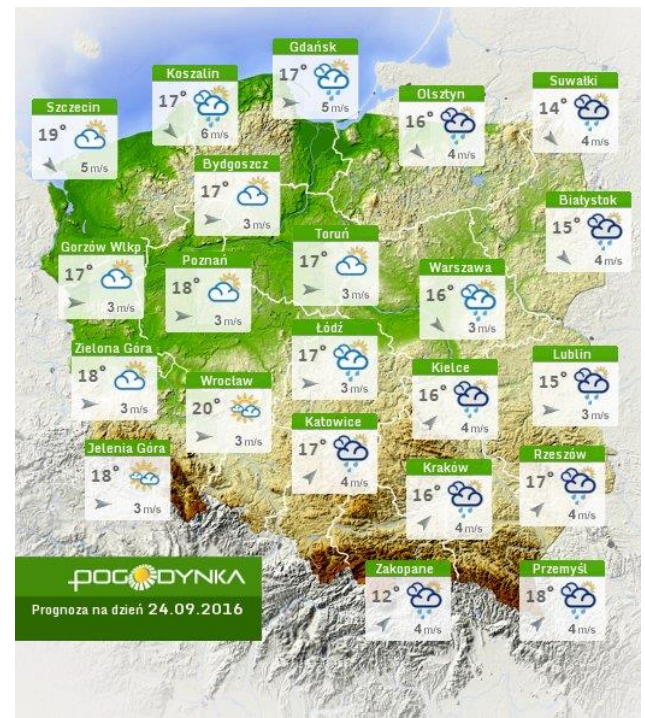 Gdańsk
17°
5 m/s
Koszalin
17°
6 m/s
Suwałki
14°
4 m/s
Olsztyn
16°
4 m/s
Szczecin
19°
5 m/s
Bydgoszcz
17°
3 m/s
Białystok
15°
4 m/s
Toruń
17°
3 m/s
Gorzów Wlkp
17°
3 m/s
Poznań
18°
3 m/s
Warszawa
16°
3 m/s
Łódź
17°
3 m/s
Zielona Góra
18°
3 m/s
Lublin
15°
3 m/s
Kielce
16°
4 m/s
Wrocław
20°
3 m/s
Katowice
17°
4 m/s
Jelenia Góra
18°
3 m/s
Rzeszów
17°
4 m/s
Kraków
16°
4 m/s
Zakopane
12°
4 m/s
Przemyśl
18°
4 m/s
POGODYNKA
Prognoza na dzień 24.09.2016